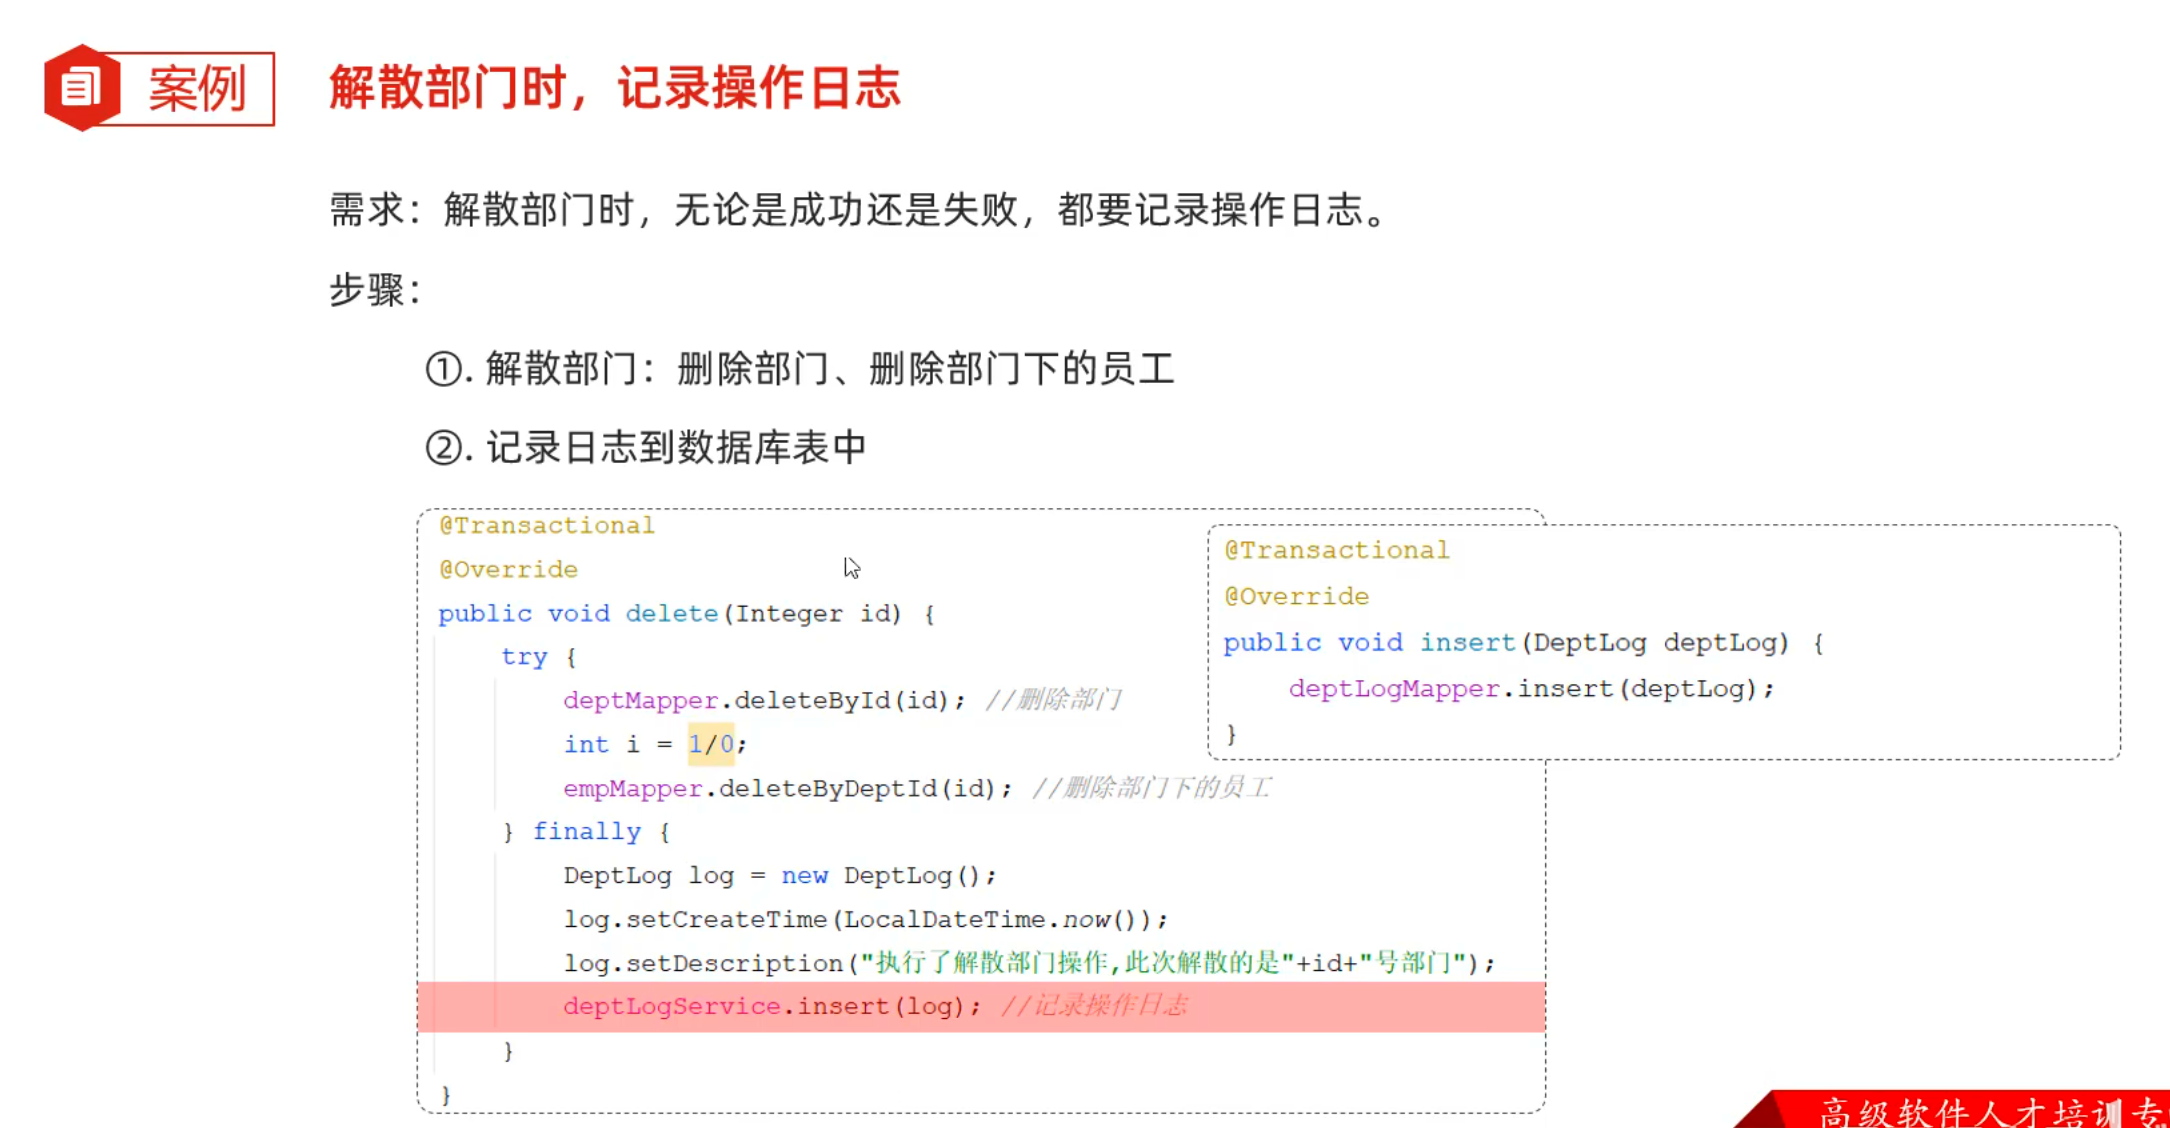 案例
解散部门时，记录操作日志
需求：解散部门时，无论是成功还是失败，都要记录操作日志。
步骤：
①. 解散部门：删除部门、删除部门下的员工
②. 记录日志到数据库表中
@Transactional
@Override
public void delete(Integer id) {
try {
deptMapper.deleteById(id); //删除部门
int i = 1/0;
empMapper.deleteByDeptId(id); //删除部门下的员工
} finally {
DeptLog log = new DeptLog();
log.setCreateTime(LocalDateTime.now());
log.setDescription("执行了解散部门操作,此次解散的是"+id+"号部门");
deptLogService.insert(log); //记录操作日志
}
}
@Transactional
@Override
public void insert(DeptLog deptLog) {
deptLogMapper.insert(deptLog);
}
高级软件人才培训专